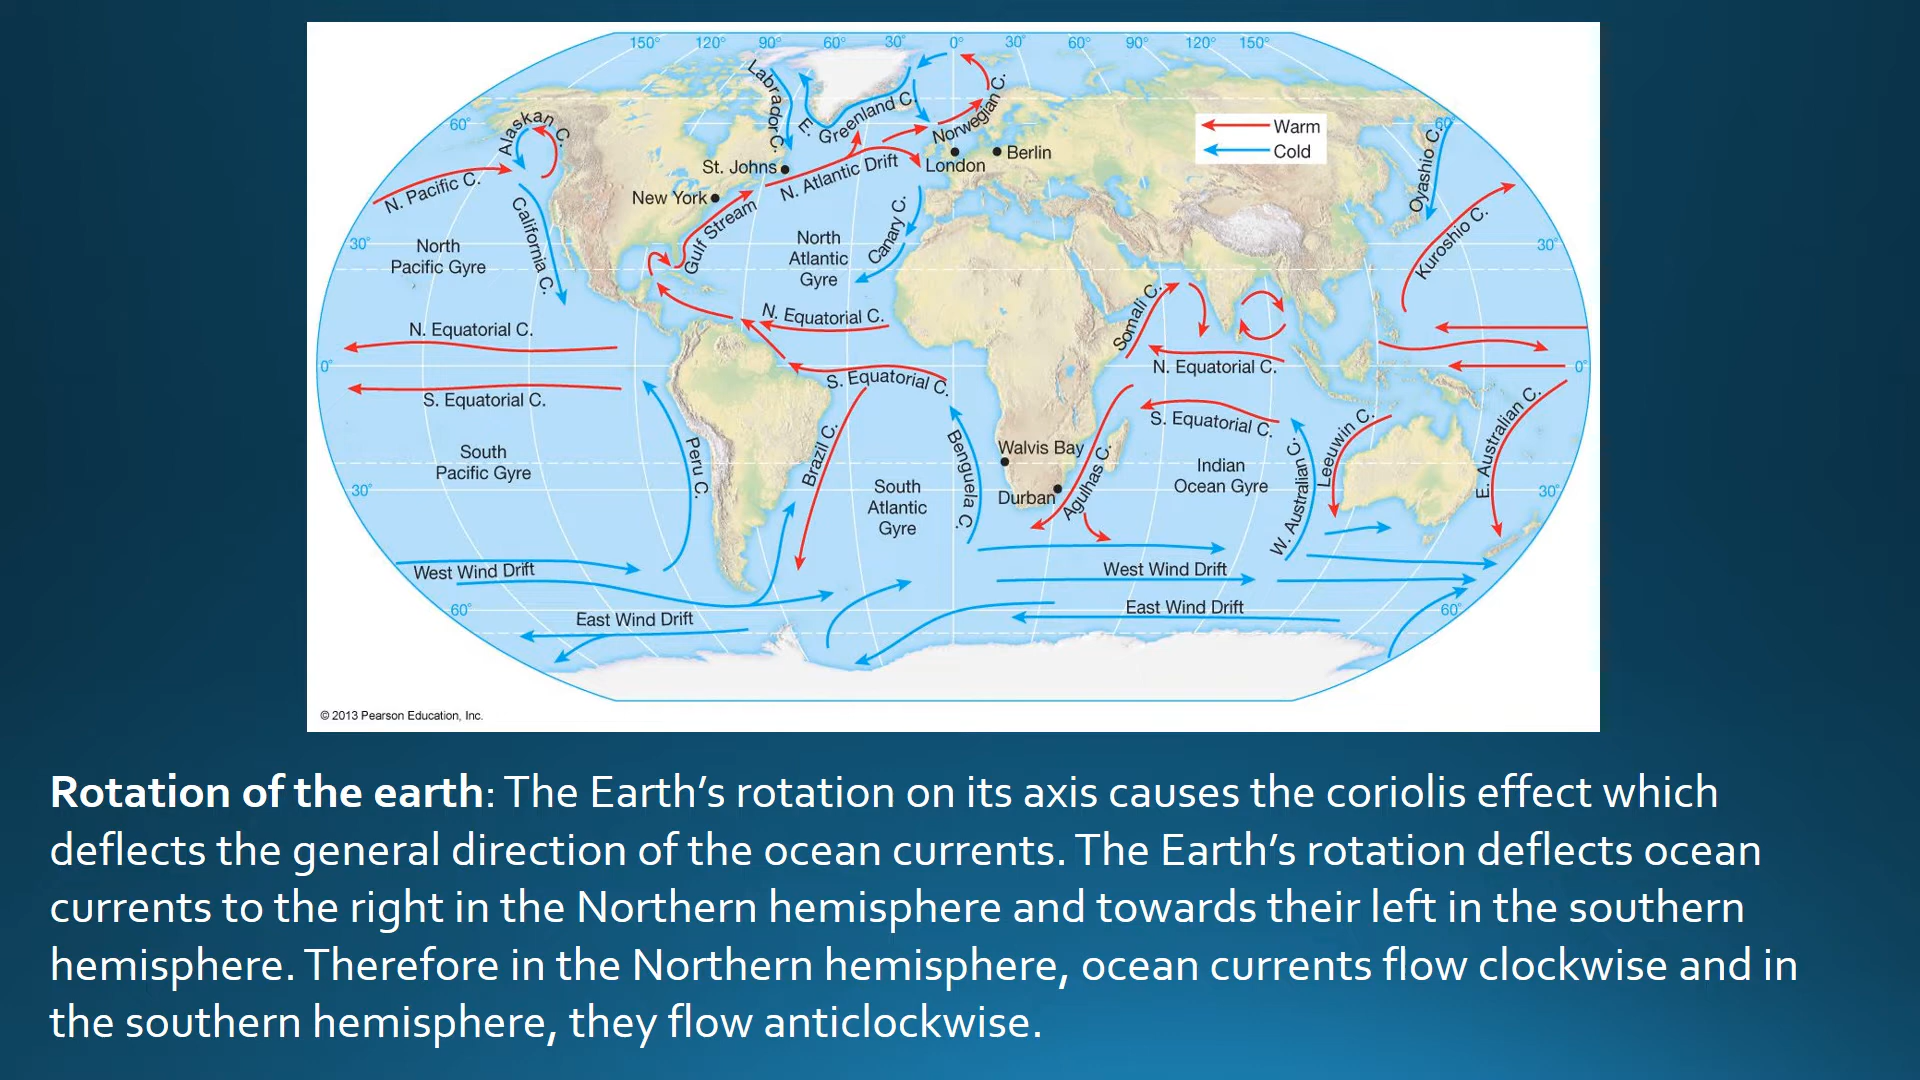 150° 120° 90° 60° 30° 0° 30° 60° 90° 120° 150°
60° 60°
Alaskan C.
Labrador C.
E. Greenland C.
Norwegian C.
Warm
Cold
Oyashio C.
St. Johns
London
Berlin
N. Pacific C.
N. Atlantic Drift
New York
Gulf Stream
California C.
Canary C.
Kuroshio C.
30° 30°
North
Pacific Gyre
North
Atlantic
Gyre
N. Equatorial C.
N. Equatorial C.
Somali C.
N. Equatorial C.
0° 0°
S. Equatorial C.
S. Equatorial C.
S. Equatorial C.
South
Pacific Gyre
Peru C.
Brazil C.
South
Atlantic
Gyre
Benguela C.
Walvis Bay
Durban
Agulhas C.
Indian
Ocean Gyre
W. Australian C.
Leeuwin C.
E. Australian C.
30° 30°
West Wind Drift
West Wind Drift
60° 60°
East Wind Drift
East Wind Drift
© 2013 Pearson Education, Inc.
Rotation of the earth: The Earth’s rotation on its axis causes the coriolis effect which
deflects the general direction of the ocean currents. The Earth’s rotation deflects ocean
currents to the right in the Northern hemisphere and towards their left in the southern
hemisphere. Therefore in the Northern hemisphere, ocean currents flow clockwise and in
the southern hemisphere, they flow anticlockwise.